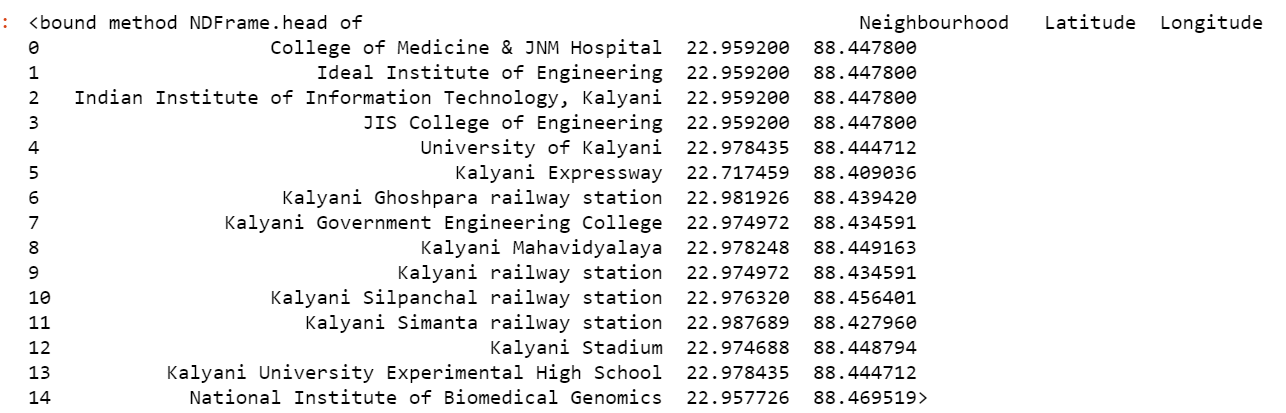 : <bound method NDFrame.head of Neighbourhood Latitude Longitude
0 College of Medicine & JNM Hospital 22.959200 88.447800
1 Ideal Institute of Engineering 22.959200 88.447800
2 Indian Institute of Information Technology, Kalyani 22.959200 88.447800
3 JIS College of Engineering 22.959200 88.447800
4 University of Kalyani 22.978435 88.444712
5 Kalyani Expressway 22.717459 88.409036
6 Kalyani Ghoshpara railway station 22.981926 88.439420
7 Kalyani Government Engineering College 22.974972 88.434591
8 Kalyani Mahavidyalaya 22.978248 88.449163
9 Kalyani railway station 22.974972 88.434591
10 Kalyani Silpanchal railway station 22.976320 88.456401
11 Kalyani Simanta railway station 22.987689 88.427960
12 Kalyani Stadium 22.974688 88.448794
13 Kalyani University Experimental High School 22.978435 88.444712
14 National Institute of Biomedical Genomics 22.957726 88.469519>